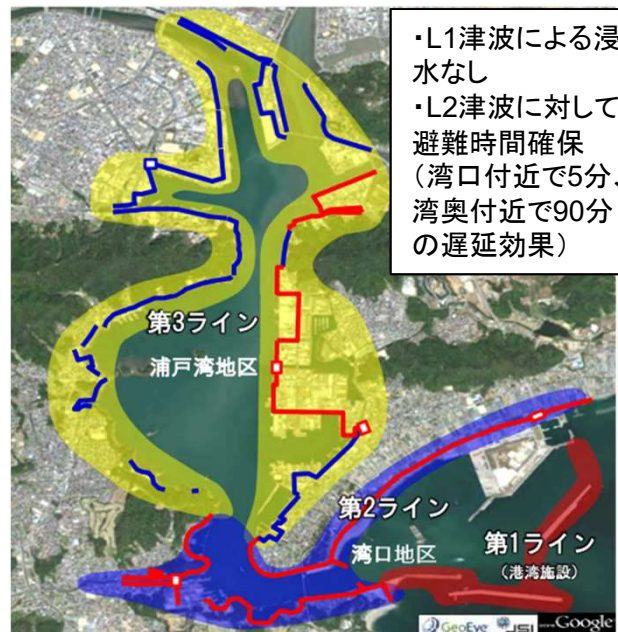 ・L1津波による浸
水なし
・L2津波に対して
避難時間確保
(湾口付近で5分、
湾奥付近で90分
の遅延効果)
第3ライン
浦戸湾地区
第2ライン
湾口地区
第1ライン
(港湾施設)
GeoEye JSI Google